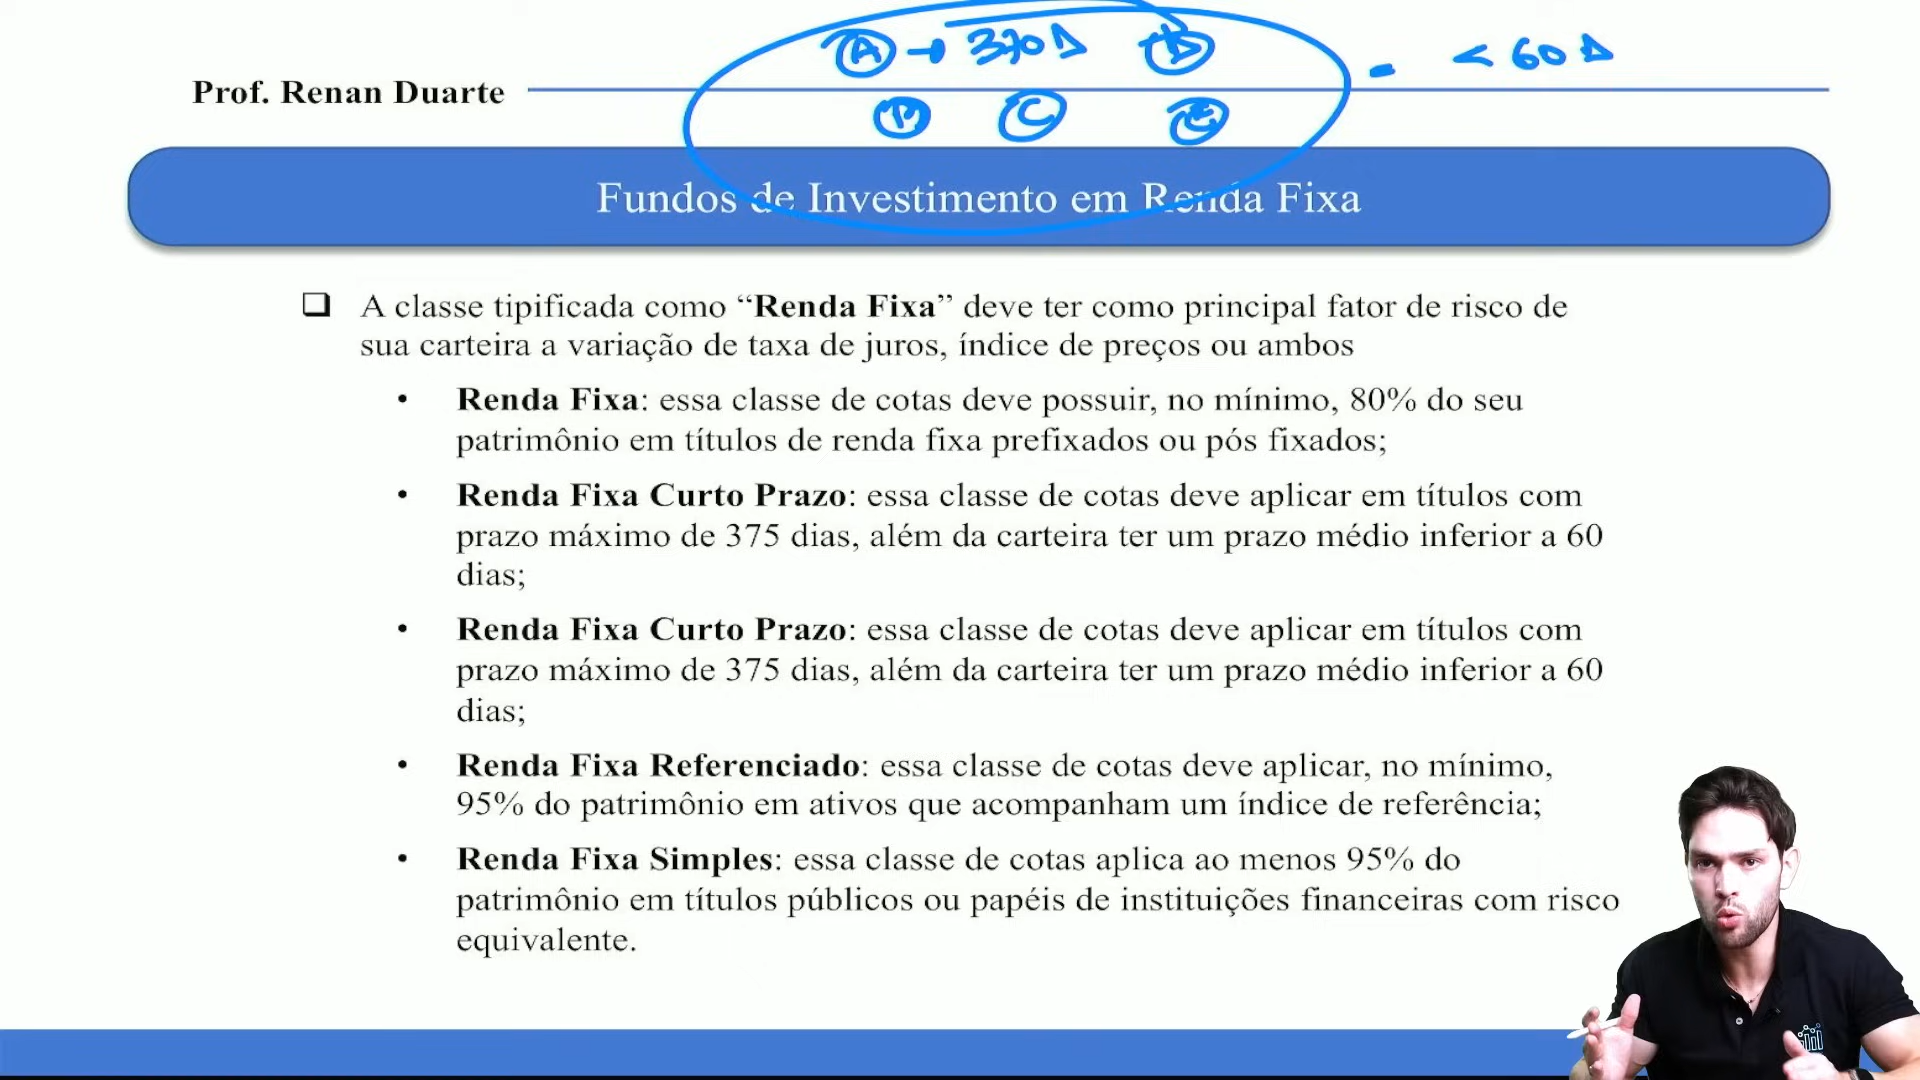 A → 370 D D < 60 D
Prof. Renan Duarte
B C E
Fundos de Investimento em Renda Fixa
❑ A classe tipificada como “Renda Fixa” deve ter como principal fator de risco de
sua carteira a variação de taxa de juros, índice de preços ou ambos
• Renda Fixa: essa classe de cotas deve possuir, no mínimo, 80% do seu
patrimônio em títulos de renda fixa prefixados ou pós fixados;
• Renda Fixa Curto Prazo: essa classe de cotas deve aplicar em títulos com
prazo máximo de 375 dias, além da carteira ter um prazo médio inferior a 60
dias;
• Renda Fixa Curto Prazo: essa classe de cotas deve aplicar em títulos com
prazo máximo de 375 dias, além da carteira ter um prazo médio inferior a 60
dias;
• Renda Fixa Referenciado: essa classe de cotas deve aplicar, no mínimo,
95% do patrimônio em ativos que acompanham um índice de referência;
• Renda Fixa Simples: essa classe de cotas aplica ao menos 95% do
patrimônio em títulos públicos ou papéis de instituições financeiras com risco
equivalente.